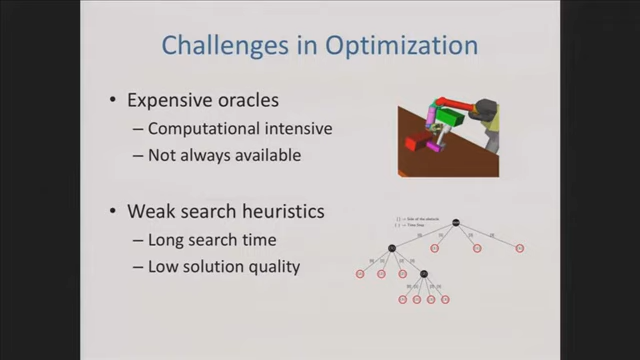 Challenges in Optimization
• Expensive oracles
– Computational intensive
– Not always available
• Weak search heuristics
– Long search time
– Low solution quality